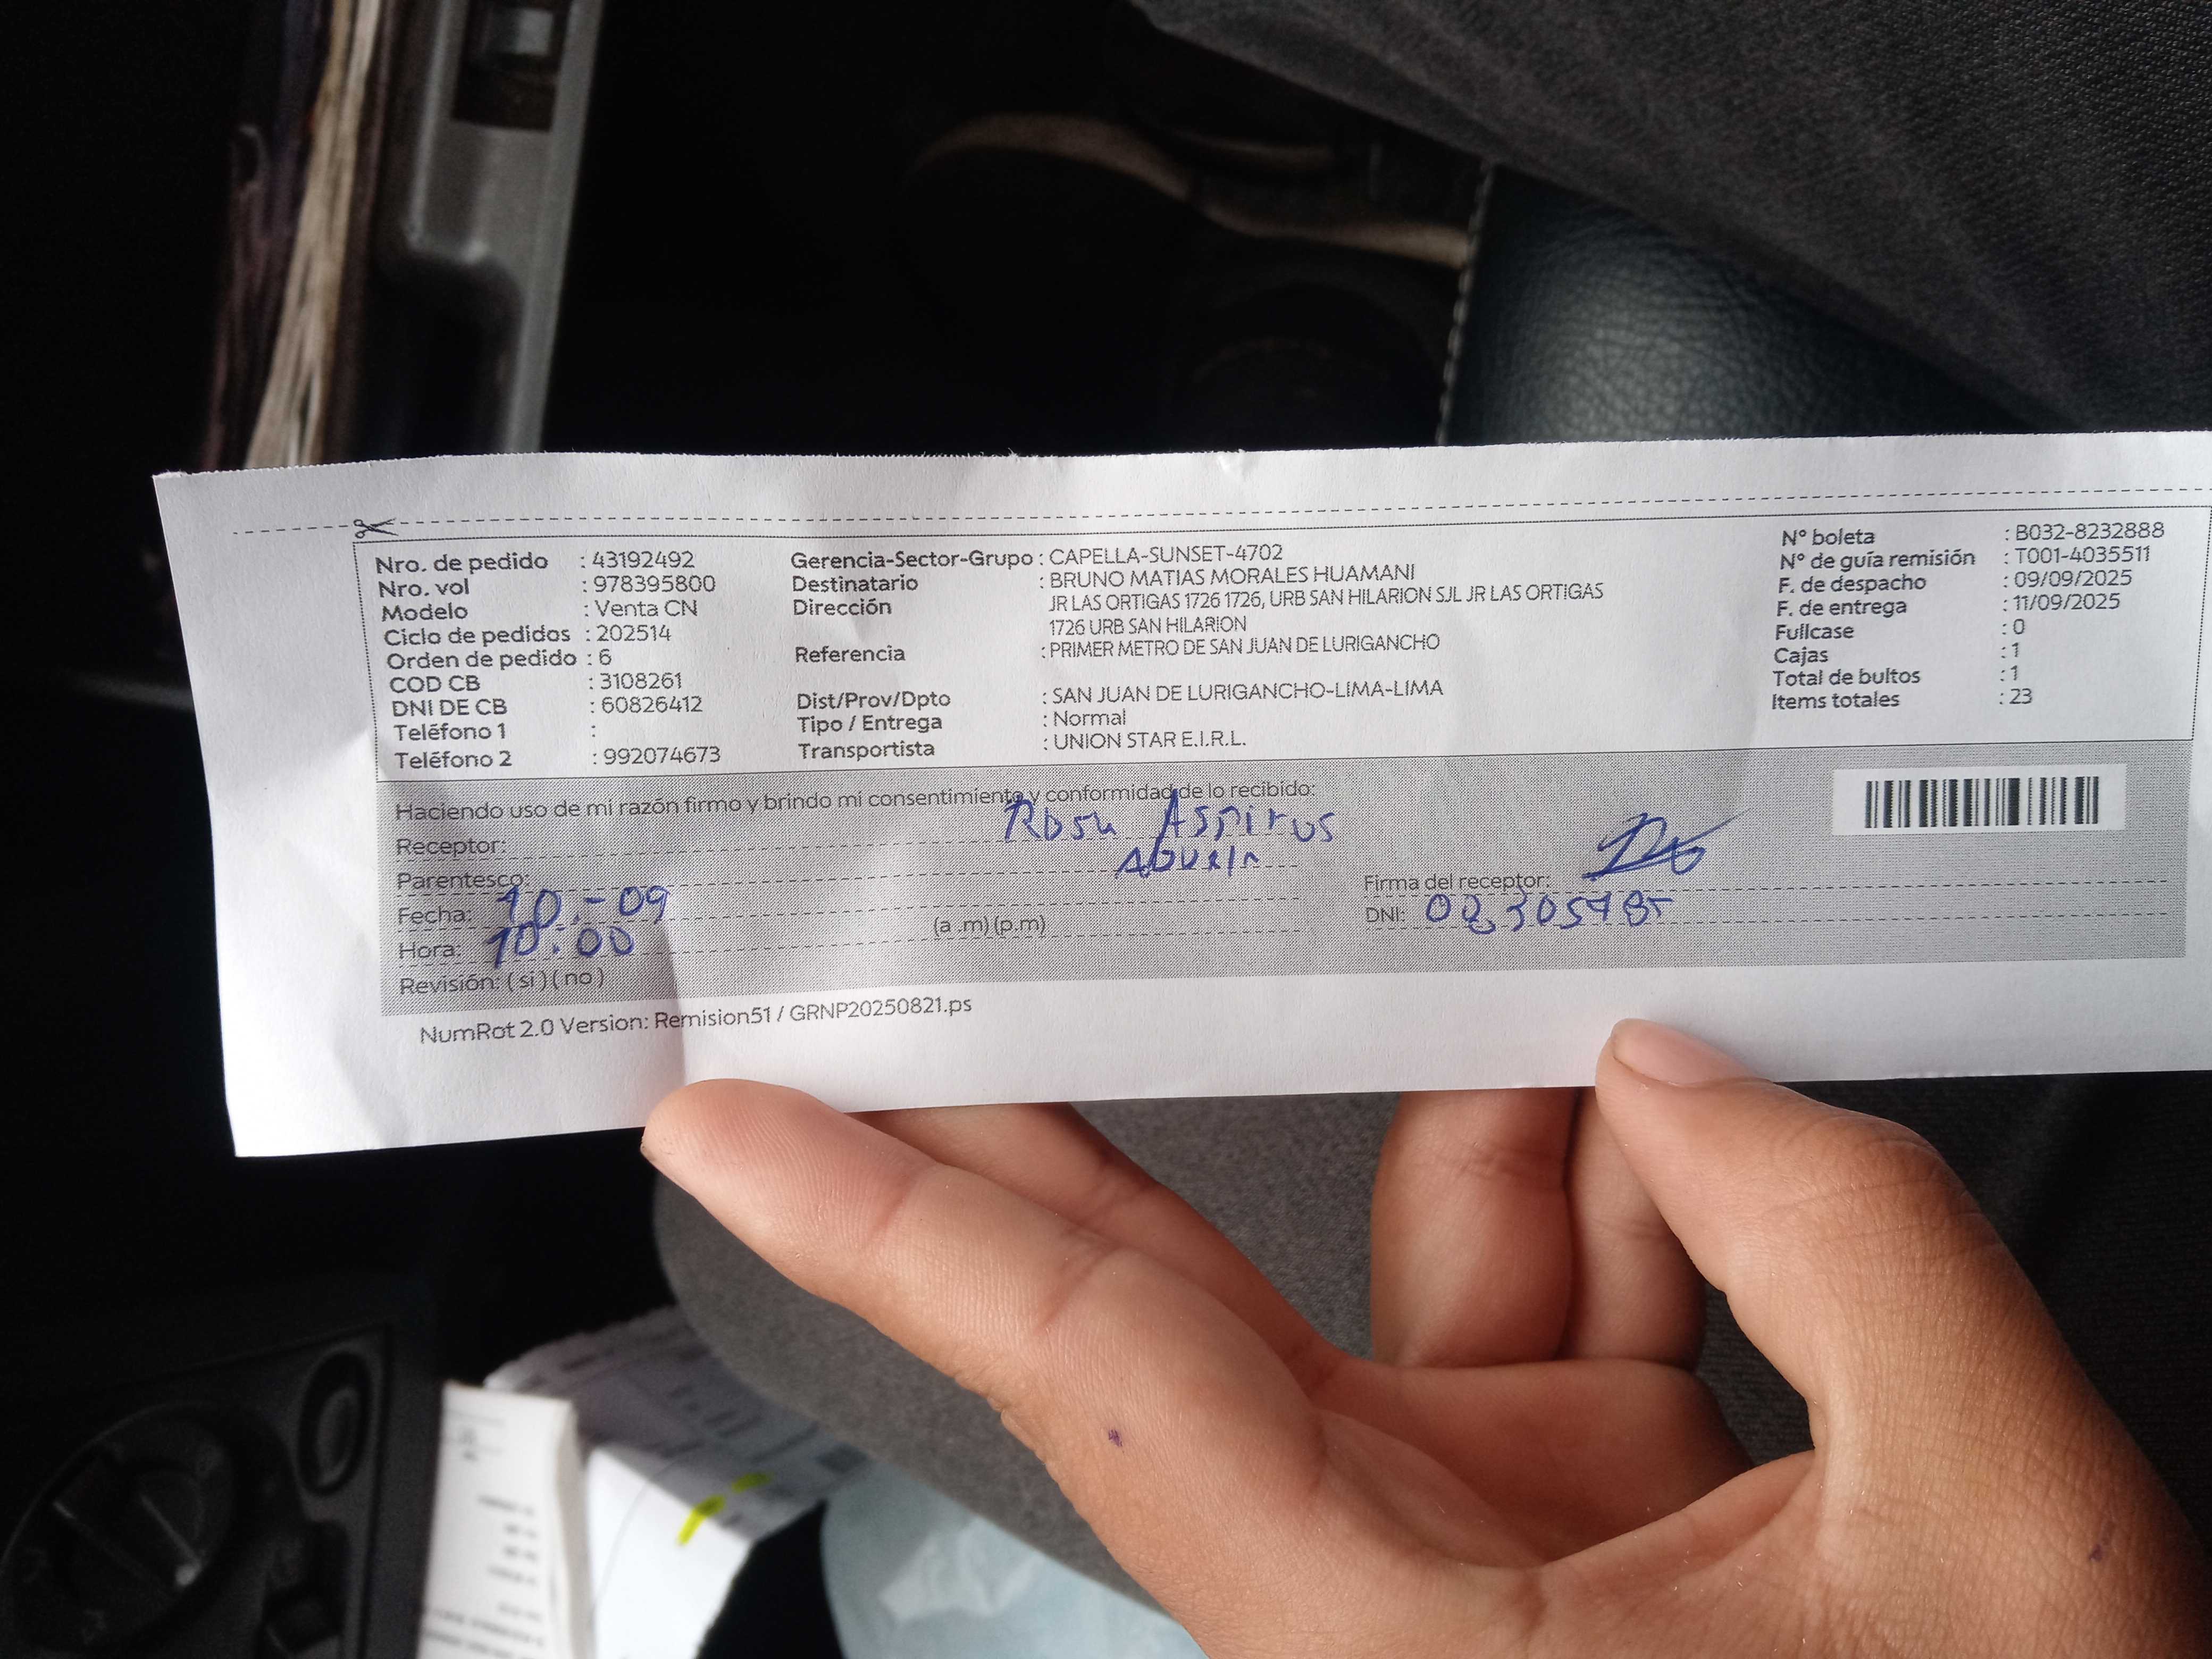 Nro. de pedido : 43192492
Nro. vol : 978395800
Modelo : Venta CN
Ciclo de pedidos : 202514
Orden de pedido : 6
COD CB : 3108261
DNI DE CB : 60826412
Teléfono 1 :
Teléfono 2 : 992074673
Gerencia-Sector-Grupo : CAPELLA-SUNSET-4702
Destinatario : BRUNO MATIAS MORALES HUAMANI
Dirección JR LAS ORTIGAS 1726 1726, URB SAN HILARION SJL JR LAS ORTIGAS
1726 URB SAN HILARION
Referencia : PRIMER METRO DE SAN JUAN DE LURIGANCHO
Dist/Prov/Dpto : SAN JUAN DE LURIGANCHO-LIMA-LIMA
Tipo / Entrega : Normal
Transportista : UNION STAR E.I.R.L.
N° boleta : B032-8232888
N° de guía remisión : T001-4035511
F. de despacho : 09/09/2025
F. de entrega : 11/09/2025
Fullcase : 0
Cajas : 1
Total de bultos : 1
Items totales : 23
Haciendo uso de mi razón firmo y brindo mi consentimiento y conformidad de lo recibido:
Receptor: Rosa
Parentesco:
Fecha: 10.-09
Hora: 10:00 (a .m) (p.m)
Revisión: ( si ) ( no )
Firma del receptor:
DNI:
NumRot 2.0 Version: Remision51 / GRNP20250821.ps